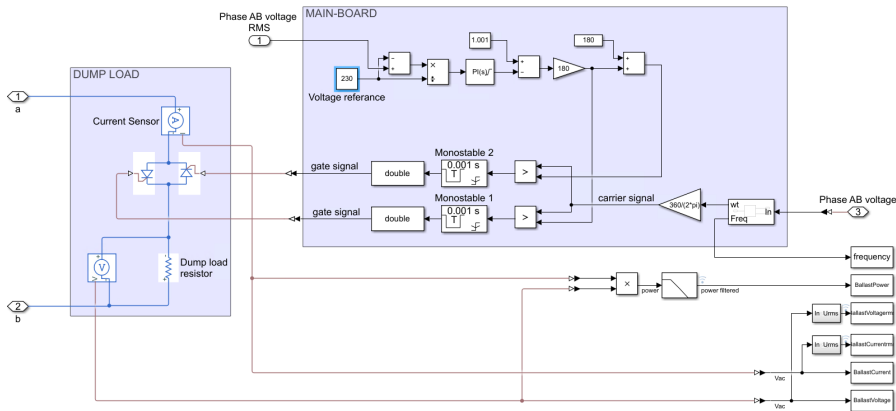 MAIN-BOARD
Phase AB voltage
RMS
1
1.001
180
230
PI(s)
180
Voltage referance
DUMP LOAD
1
a
Current Sensor
A
gate signal
double
Monostable 2
0.001 s
T
>
gate signal
double
Monostable 1
0.001 s
T
>
carrier signal
360/(2*pi)
wt
Freq
In
Phase AB voltage
3
V
Dump load
resistor
2
b
frequency
×
power
power filtered
BallastPower
In Urms
allastVoltagerm
In Urms
allastCurrentrm
Vac
BallastCurrent
Vac
BallastVoltage